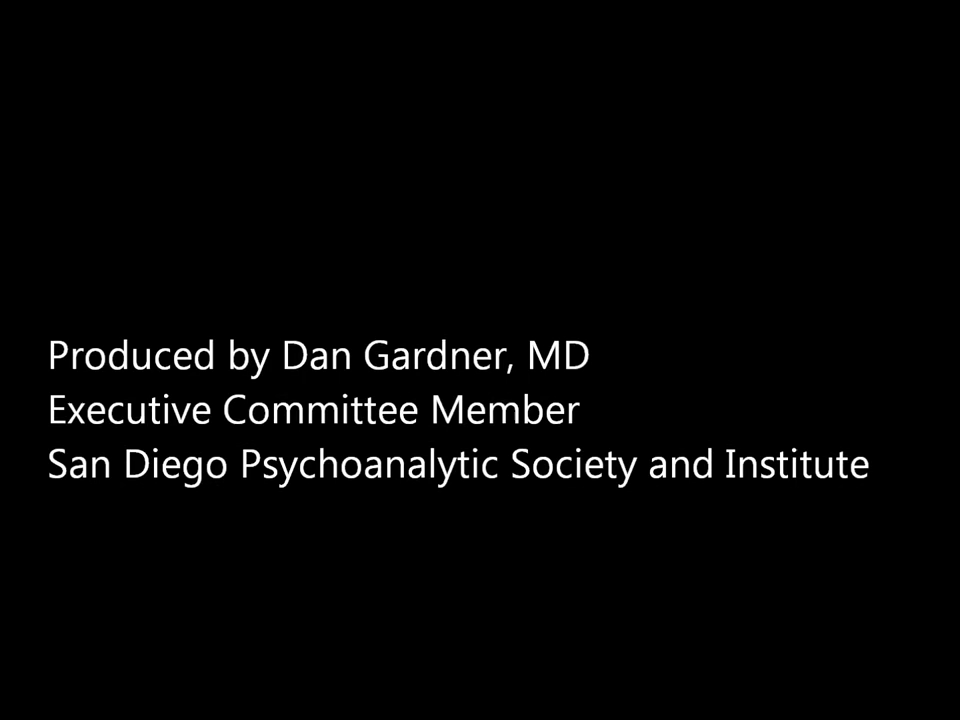 Produced by Dan Gardner, MD
Executive Committee Member
San Diego Psychoanalytic Society and Institute